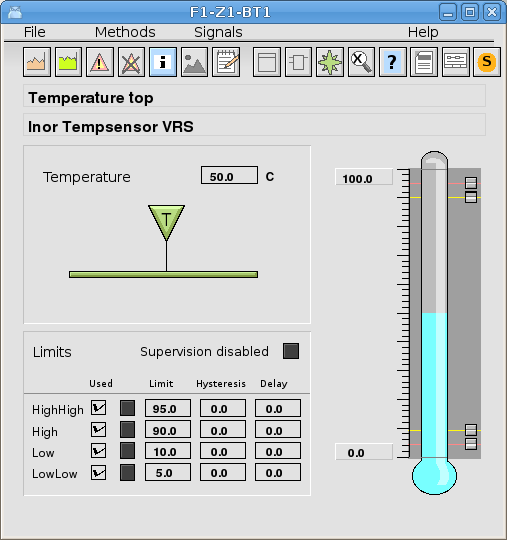 F1-Z1-BT1
File Methods Signals Help
i ? S
Temperature top
Inor Tempsensor VRS
Temperature 50.0 C
T
100.0
0.0
Limits Supervision disabled
Used Limit Hysteresis Delay
HighHigh 95.0 0.0 0.0
High 90.0 0.0 0.0
Low 10.0 0.0 0.0
LowLow 5.0 0.0 0.0